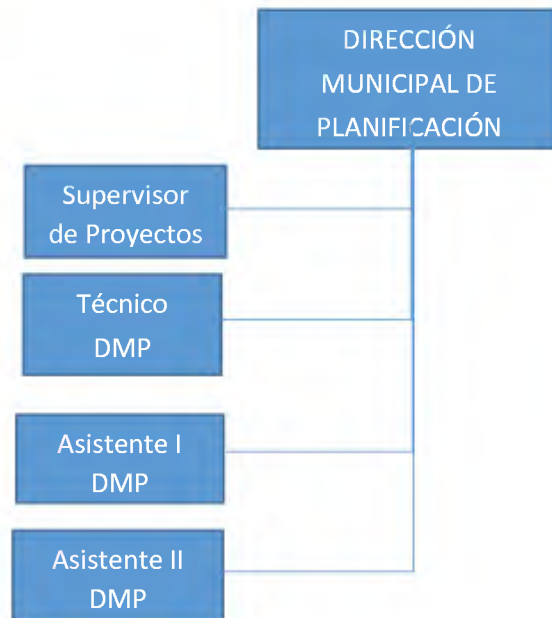 DIRECCIÓN
MUNICIPAL DE
PLANIFICACIÓN
Supervisor
de Proyectos
Técnico
DMP
Asistente I
DMP
Asistente II
DMP